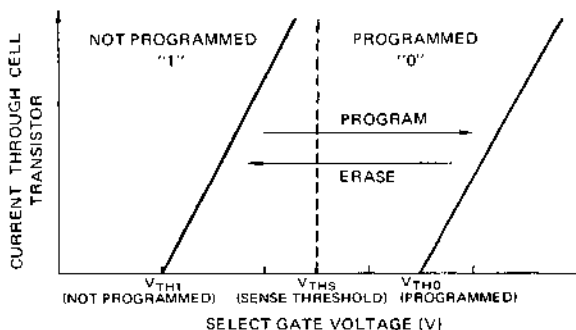 NOT PROGRAMMED
"1"
PROGRAMMED
"0"
PROGRAM
ERASE
CURRENT THROUGH CELL
TRANSISTOR
VTH1
(NOT PROGRAMMED)
VTHS
(SENSE THRESHOLD)
VTH0
(PROGRAMMED)
SELECT GATE VOLTAGE (V)